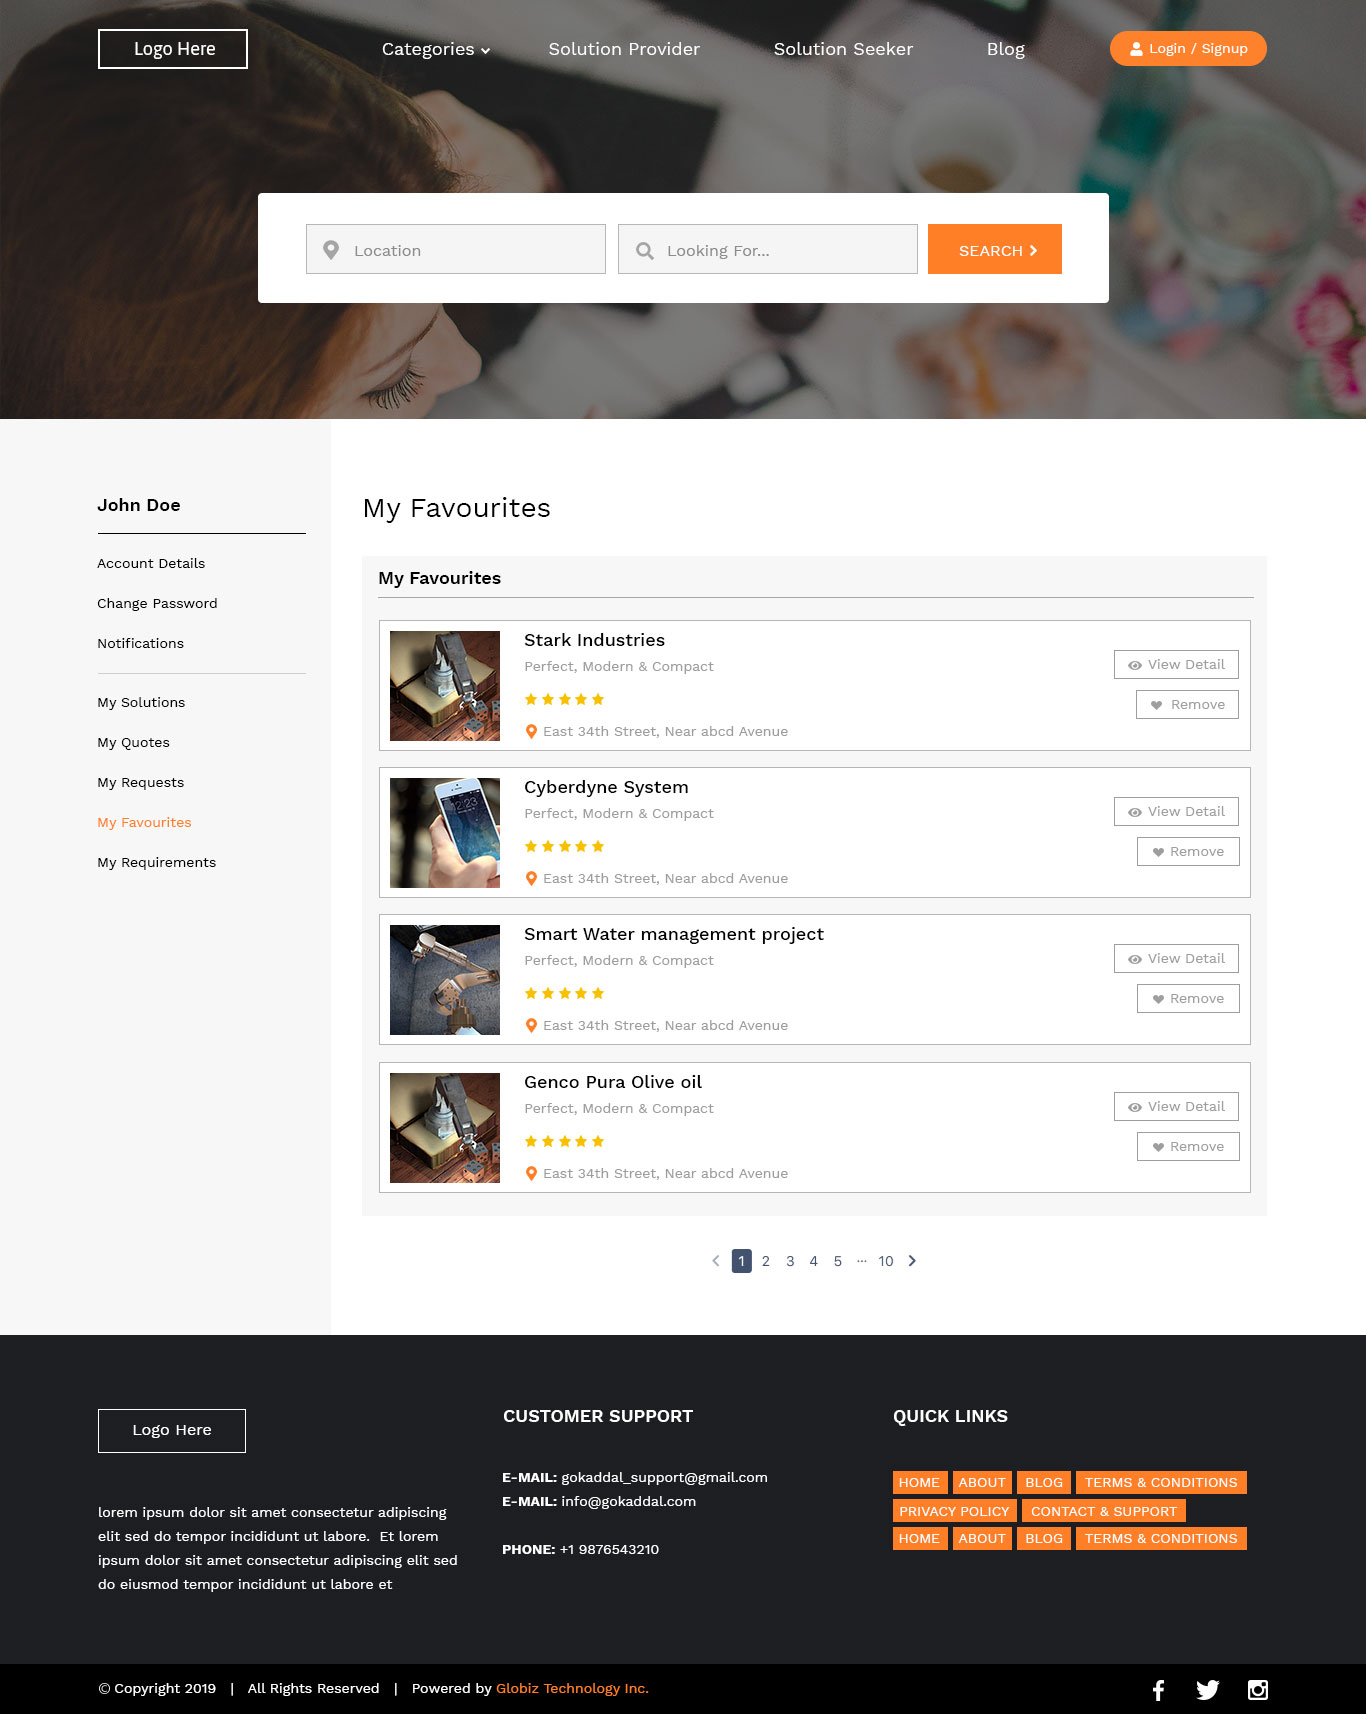 Logo Here
Categories
Solution Provider
Solution Seeker
Blog
Login / Signup
Location
Looking For...
SEARCH
John Doe
Account Details
Change Password
Notifications
My Solutions
My Quotes
My Requests
My Favourites
My Requirements
My Favourites
My Favourites
Stark Industries
Perfect, Modern & Compact
East 34th Street, Near abcd Avenue
View Detail
Remove
Cyberdyne System
Perfect, Modern & Compact
East 34th Street, Near abcd Avenue
View Detail
Remove
12:23
Smart Water management project
Perfect, Modern & Compact
East 34th Street, Near abcd Avenue
View Detail
Remove
Genco Pura Olive oil
Perfect, Modern & Compact
East 34th Street, Near abcd Avenue
View Detail
Remove
1 2 3 4 5 ... 10
Logo Here
lorem ipsum dolor sit amet consectetur adipiscing
elit sed do tempor incididunt ut labore. Et lorem
ipsum dolor sit amet consectetur adipiscing elit sed
do eiusmod tempor incididunt ut labore et
CUSTOMER SUPPORT
E-MAIL: gokaddal_support@gmail.com
E-MAIL: info@gokaddal.com
PHONE: +1 9876543210
QUICK LINKS
HOME ABOUT BLOG TERMS & CONDITIONS
PRIVACY POLICY CONTACT & SUPPORT
HOME ABOUT BLOG TERMS & CONDITIONS
© Copyright 2019 | All Rights Reserved | Powered by Globiz Technology Inc.